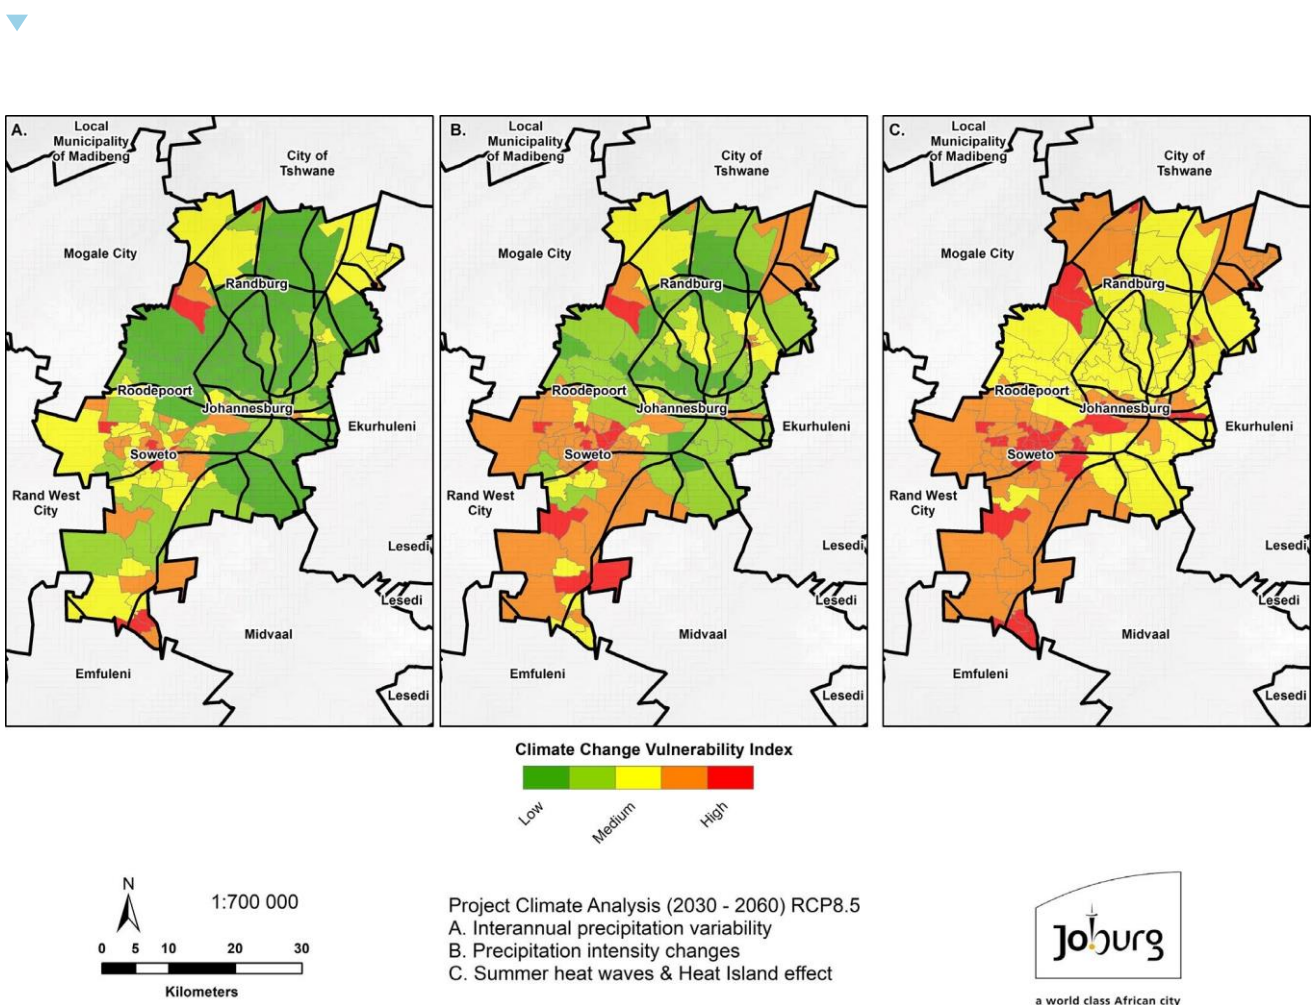 A.
Local
Municipality
of Madibeng
City of
Tshwane
Mogale City
Randburg
Roodepoort
Johannesburg
Ekurhuleni
Soweto
Rand West
City
Lesedi
Lesedi
Midvaal
Emfuleni
Lesedi
B.
Local
Municipality
of Madibeng
City of
Tshwane
Mogale City
Randburg
Roodepoort
Johannesburg
Ekurhuleni
Soweto
Rand West
City
Lesedi
Lesedi
Midvaal
Emfuleni
Lesedi
C.
Local
Municipality
of Madibeng
City of
Tshwane
Mogale City
Randburg
Roodepoort
Johannesburg
Ekurhuleni
Soweto
Rand West
City
Lesedi
Lesedi
Midvaal
Emfuleni
Lesedi
Climate Change Vulnerability Index
Low
Medium
High
N
1:700 000
0 5 10 20 30
Kilometers
Project Climate Analysis (2030 - 2060) RCP8.5
A. Interannual precipitation variability
B. Precipitation intensity changes
C. Summer heat waves & Heat Island effect
Joburg
a world class African city